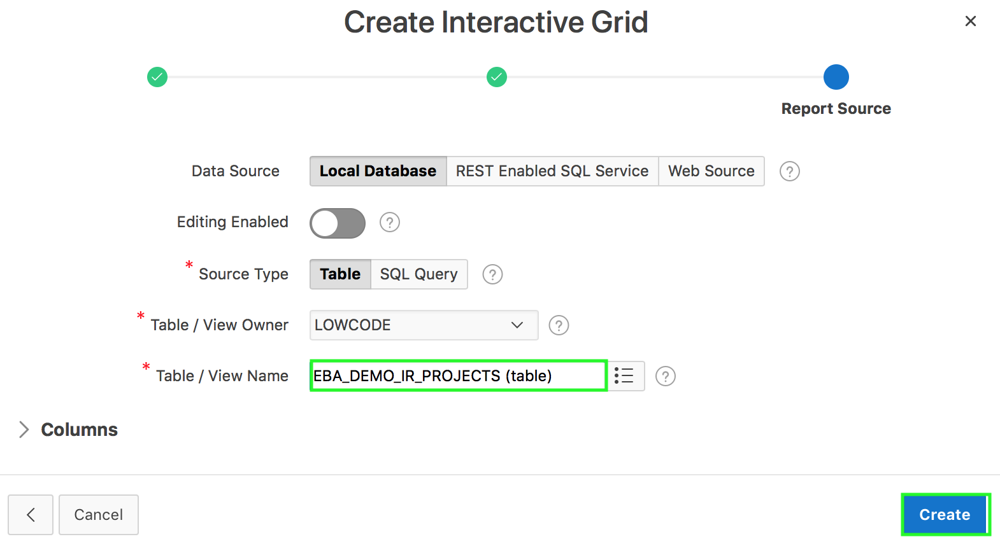 Create Interactive Grid
Report Source
Data Source Local Database REST Enabled SQL Service Web Source ?
Editing Enabled ?
* Source Type Table SQL Query ?
* Table / View Owner LOWCODE ?
* Table / View Name EBA_DEMO_IR_PROJECTS (table) ?
Columns
Cancel Create